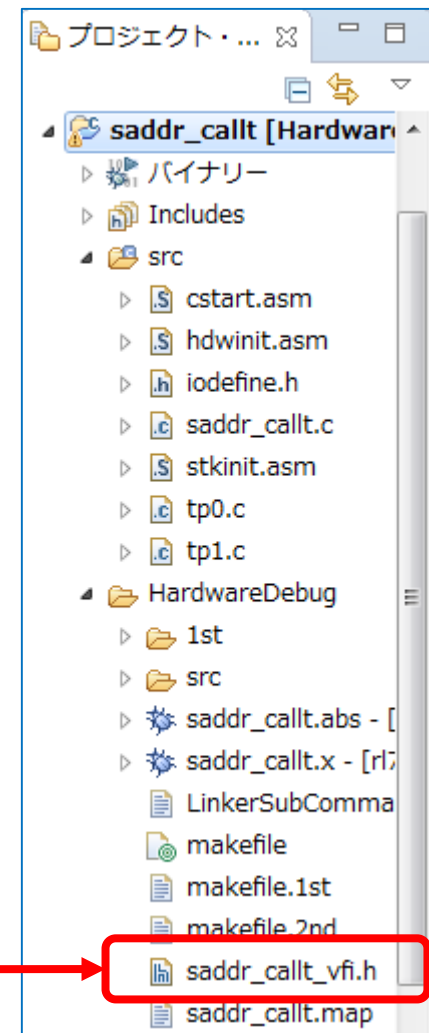 プロジェクト・...
saddr_callt [Hardwar
バイナリー
Includes
src
cstart.asm
hdwinit.asm
iodefine.h
saddr_callt.c
stkinit.asm
tp0.c
tp1.c
HardwareDebug
1st
src
saddr_callt.abs - [
saddr_callt.x - [rl7
LinkerSubComma
makefile
makefile.1st
makefile.2nd
saddr_callt_vfi.h
saddr_callt.map